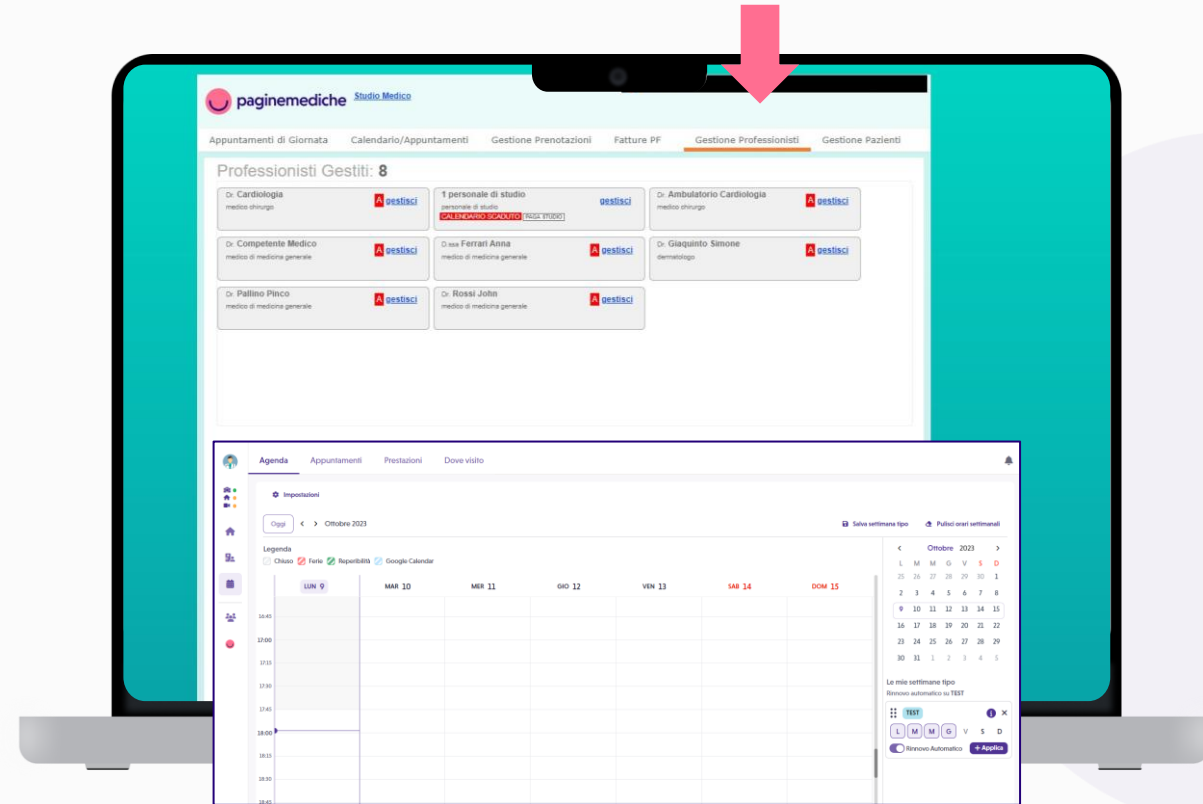 paginemediche Studio Medico
Appuntamenti di Giornata Calendario/Appuntamenti Gestione Prenotazioni Fatture PF Gestione Professionisti Gestione Pazienti
Professionisti Gestiti: 8
Dr. Cardiologia A gestisci
medico chirurgo
1 personale di studio gestisci
personale di studio
CALENDARIO SCADUTO PAGA STUDIO
Dr. Ambulatorio Cardiologia A gestisci
medico chirurgo
Dr. Competente Medico A gestisci
medico di medicina generale
D.ssa Ferrari Anna A gestisci
medico di medicina generale
Dr. Giaquinto Simone A gestisci
dermatologo
Dr. Pallino Pinco A gestisci
medico di medicina generale
Dr. Rossi John A gestisci
medico di medicina generale
Agenda Appuntamenti Prestazioni Dove visito
Impostazioni
Oggi < > Ottobre 2023 Salva settimana tipo Pulisci orari settimanali
Legenda
Chiuso Ferie Reperibilità Google Calendar
LUN 9 MAR 10 MER 11 GIO 12 VEN 13 SAB 14 DOM 15
16:45
17:00
17:15
17:30
17:45
18:00
18:15
18:30
18:45
< Ottobre 2023 >
L M M G V S D
25 26 27 28 29 30 1
2 3 4 5 6 7 8
9 10 11 12 13 14 15
16 17 18 19 20 21 22
23 24 25 26 27 28 29
30 31 1 2 3 4 5
Le mie settimane tipo
Rinnovo automatico su TEST
TEST i ×
L M M G V S D
Rinnovo Automatico + Applica